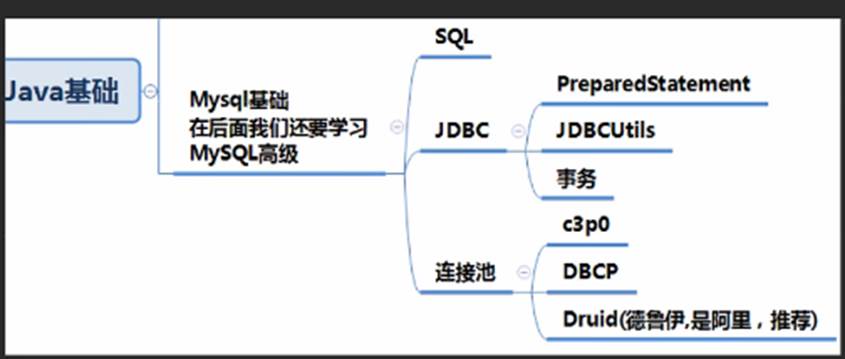 Java基础
Mysql基础
在后面我们还要学习
MySQL高级
SQL
JDBC
PreparedStatement
JDBCUtils
事务
连接池
c3p0
DBCP
Druid(德鲁伊,是阿里，推荐)